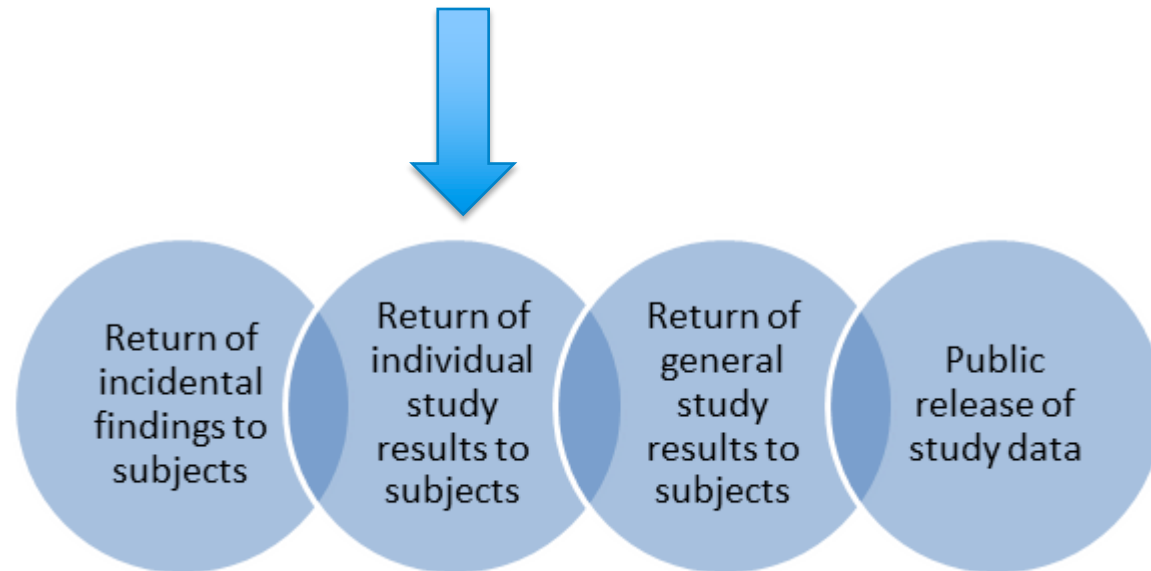 Return of
incidental
findings to
subjects
Return of
individual
study
results to
subjects
Return of
general
study
results to
subjects
Public
release of
study data